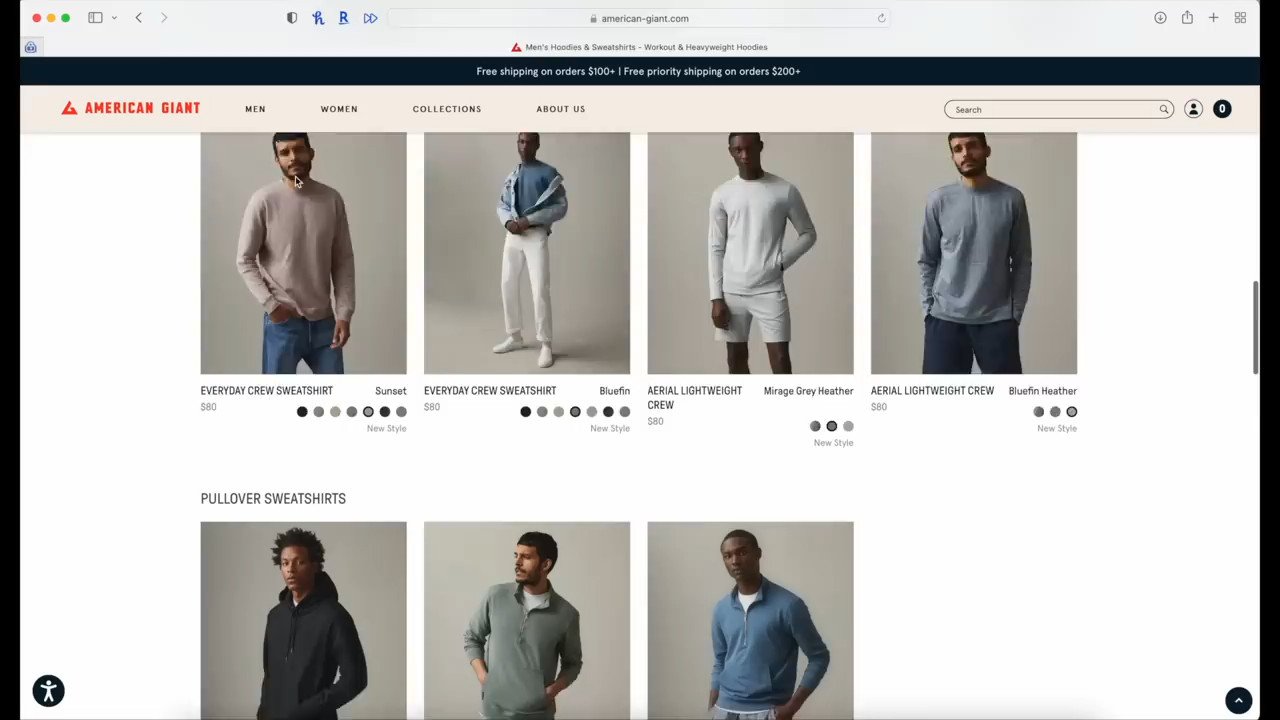 american-giant.com
Men's Hoodies & Sweatshirts - Workout & Heavyweight Hoodies
Free shipping on orders $100+ | Free priority shipping on orders $200+
AMERICAN GIANT
MEN
WOMEN
COLLECTIONS
ABOUT US
Search
0
EVERYDAY CREW SWEATSHIRT
Sunset
$80
New Style
EVERYDAY CREW SWEATSHIRT
Bluefin
$80
New Style
AERIAL LIGHTWEIGHT
CREW
Mirage Grey Heather
$80
New Style
AERIAL LIGHTWEIGHT CREW
Bluefin Heather
$80
New Style
PULLOVER SWEATSHIRTS